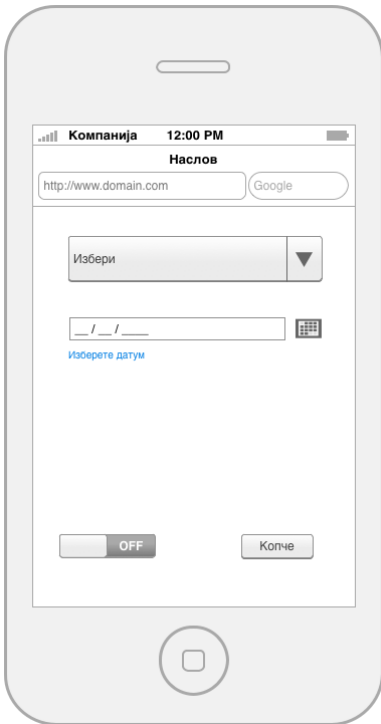 Компанија 12:00 PM
Наслов
http://www.domain.com Google
Избери
__ / __ / ____
Изберете датум
OFF Копче